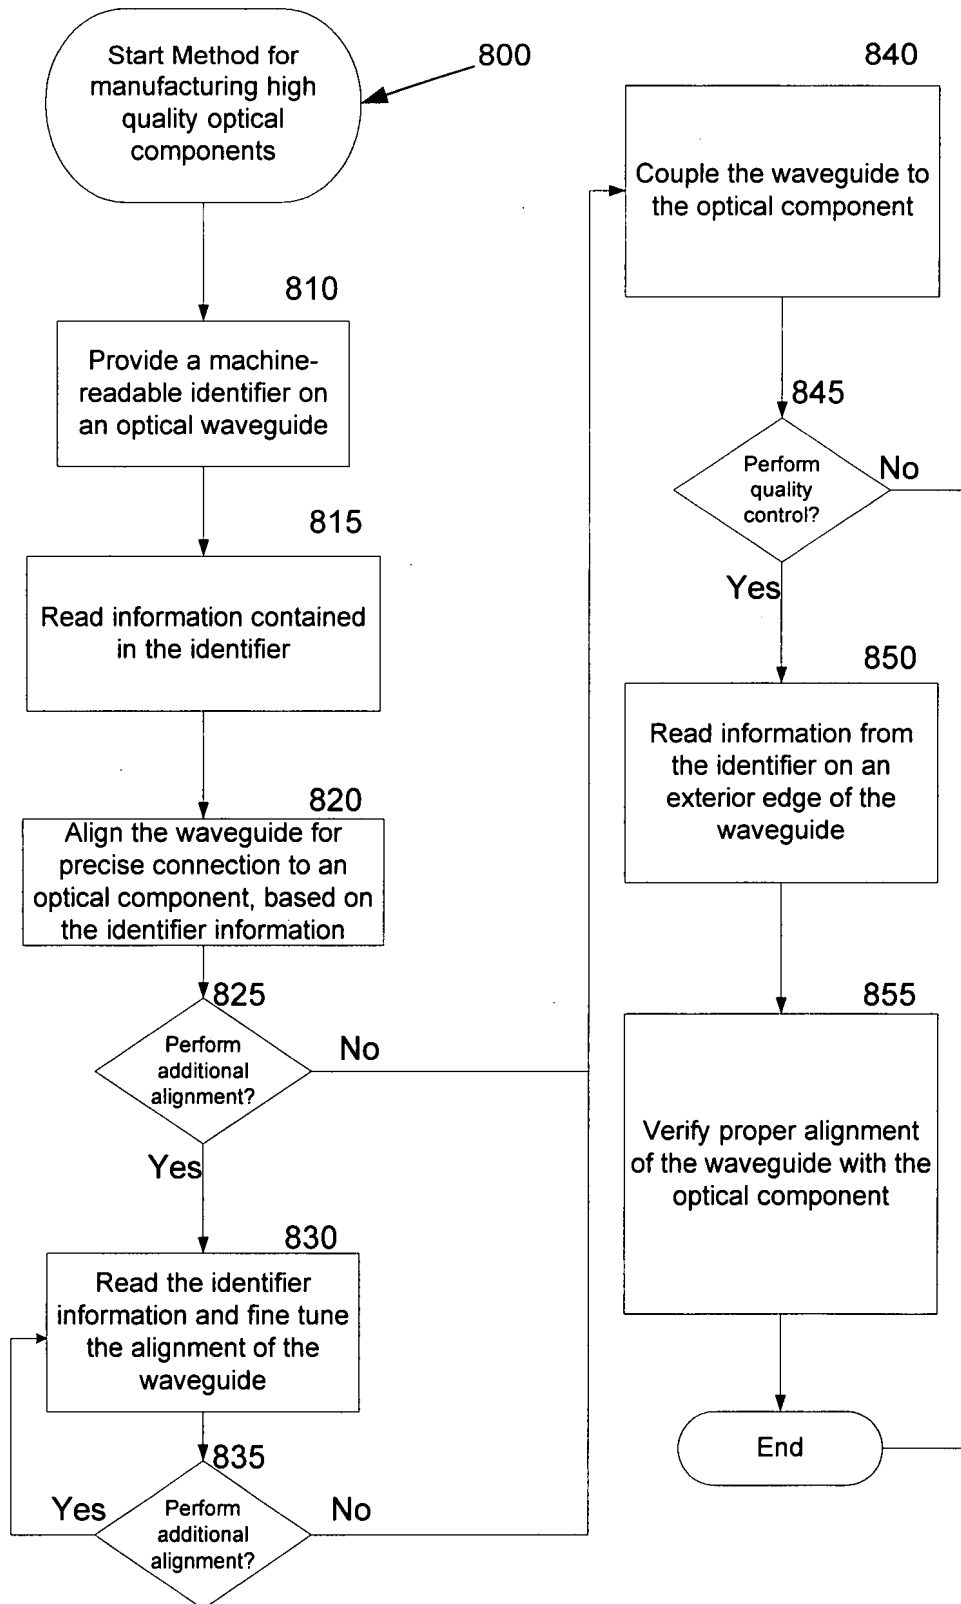 Start Method for
manufacturing high
quality optical
components
800
810
Provide a machine-
readable identifier on
an optical waveguide
815
Read information contained
in the identifier
820
Align the waveguide for
precise connection to an
optical component, based on
the identifier information
825
Perform
additional
alignment?
No
Yes
830
Read the identifier
information and fine tune
the alignment of the
waveguide
835
Yes
Perform
additional
alignment?
No
840
Couple the waveguide to
the optical component
845
Perform
quality
control?
No
Yes
850
Read information from
the identifier on an
exterior edge of the
waveguide
855
Verify proper alignment
of the waveguide with the
optical component
End